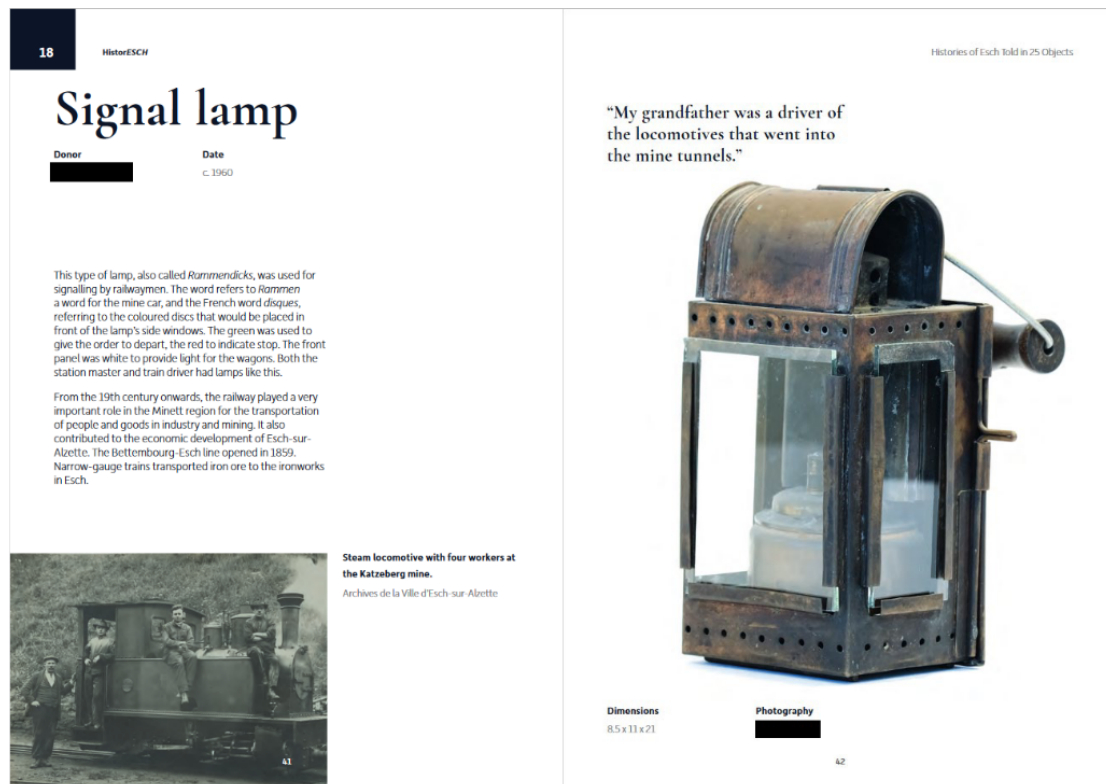 18
HistorESCH
Histories of Esch Told in 25 Objects
Signal lamp
Donor
Date
c. 1960
This type of lamp, also called Rammendicks, was used for
signalling by railwaymen. The word refers to Rammen
a word for the mine car, and the French word disques,
referring to the coloured discs that would be placed in
front of the lamp's side windows. The green was used to
give the order to depart, the red to indicate stop. The front
panel was white to provide light for the wagons. Both the
station master and train driver had lamps like this.
From the 19th century onwards, the railway played a very
important role in the Minett region for the transportation
of people and goods in industry and mining. It also
contributed to the economic development of Esch-sur-
Alzette. The Bettembourg-Esch line opened in 1859.
Narrow-gauge trains transported iron ore to the ironworks
in Esch.
Steam locomotive with four workers at
the Katzeberg mine.
Archives de la Ville d'Esch-sur-Alzette
41
“My grandfather was a driver of
the locomotives that went into
the mine tunnels.”
Dimensions
8.5 x 11 x 21
Photography
42